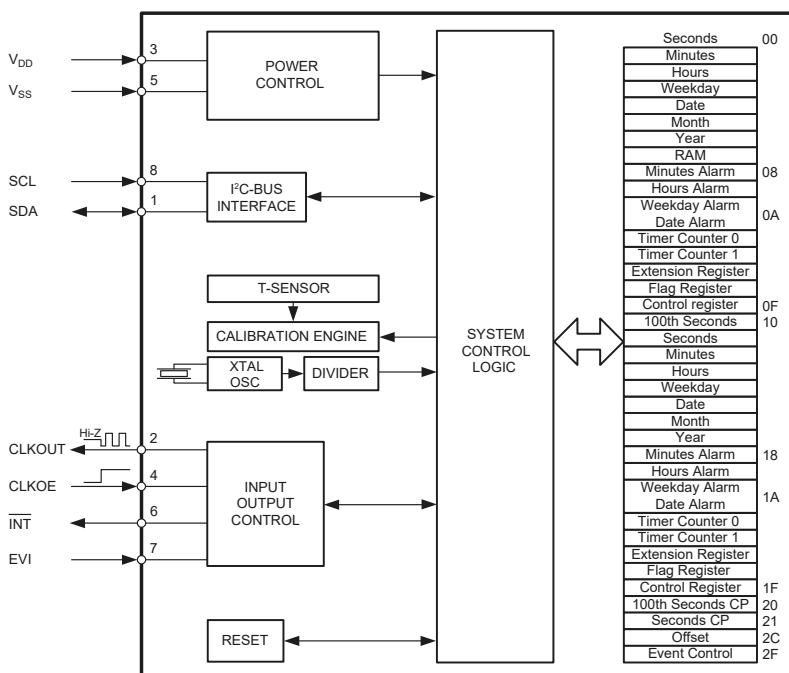 V_DD
3
V_SS
5
POWER
CONTROL
SCL
8
SDA
1
I²C-BUS
INTERFACE
T-SENSOR
CALIBRATION ENGINE
XTAL
OSC
DIVIDER
Hi-Z
CLKOUT
2
CLKOE
4
INT
6
EVI
7
INPUT
OUTPUT
CONTROL
RESET
SYSTEM
CONTROL
LOGIC
Seconds 00
Minutes
Hours
Weekday
Date
Month
Year
RAM
Minutes Alarm 08
Hours Alarm
Weekday Alarm
Date Alarm 0A
Timer Counter 0
Timer Counter 1
Extension Register
Flag Register
Control register 0F
100th Seconds 10
Seconds
Minutes
Hours
Weekday
Date
Month
Year
Minutes Alarm 18
Hours Alarm
Weekday Alarm
Date Alarm 1A
Timer Counter 0
Timer Counter 1
Extension Register
Flag Register
Control Register 1F
100th Seconds CP 20
Seconds CP 21
Offset 2C
Event Control 2F